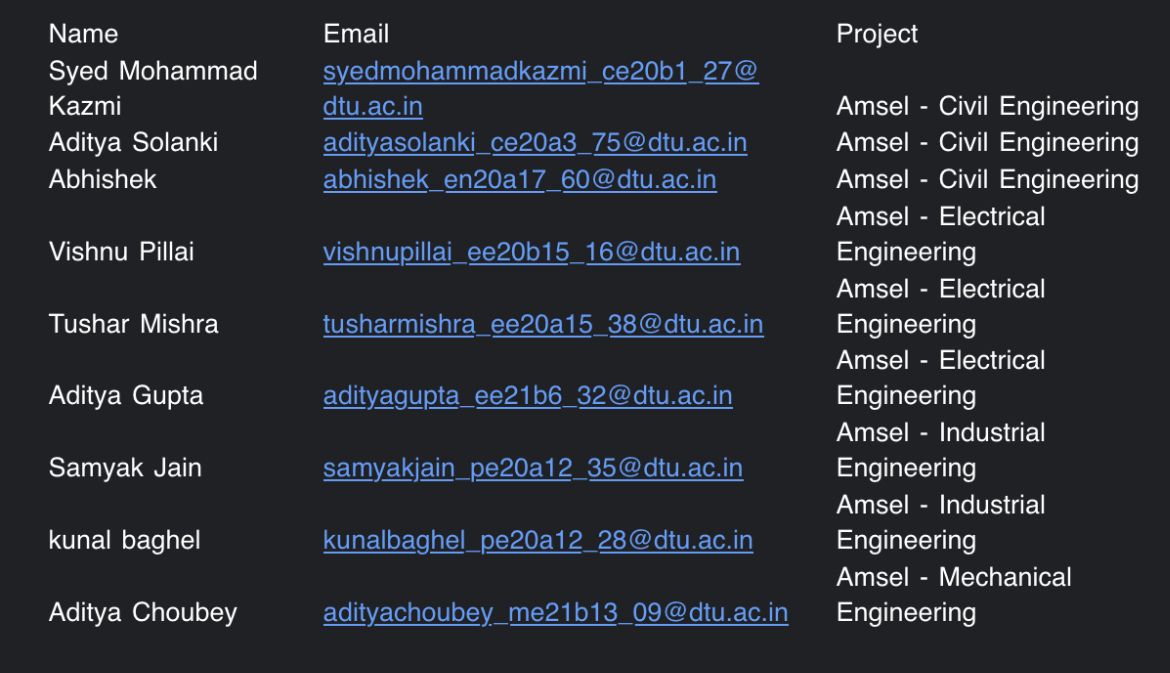 Name Email Project
Syed Mohammad syedmohammadkazmi_ce20b1_27@
Kazmi dtu.ac.in Amsel - Civil Engineering
Aditya Solanki adityasolanki_ce20a3_75@dtu.ac.in Amsel - Civil Engineering
Abhishek abhishek_en20a17_60@dtu.ac.in Amsel - Civil Engineering
Amsel - Electrical
Vishnu Pillai vishnupillai_ee20b15_16@dtu.ac.in Engineering
Amsel - Electrical
Tushar Mishra tusharmishra_ee20a15_38@dtu.ac.in Engineering
Amsel - Electrical
Aditya Gupta adityagupta_ee21b6_32@dtu.ac.in Engineering
Amsel - Industrial
Samyak Jain samyakjain_pe20a12_35@dtu.ac.in Engineering
Amsel - Industrial
kunal baghel kunalbaghel_pe20a12_28@dtu.ac.in Engineering
Amsel - Mechanical
Aditya Choubey adityachoubey_me21b13_09@dtu.ac.in Engineering